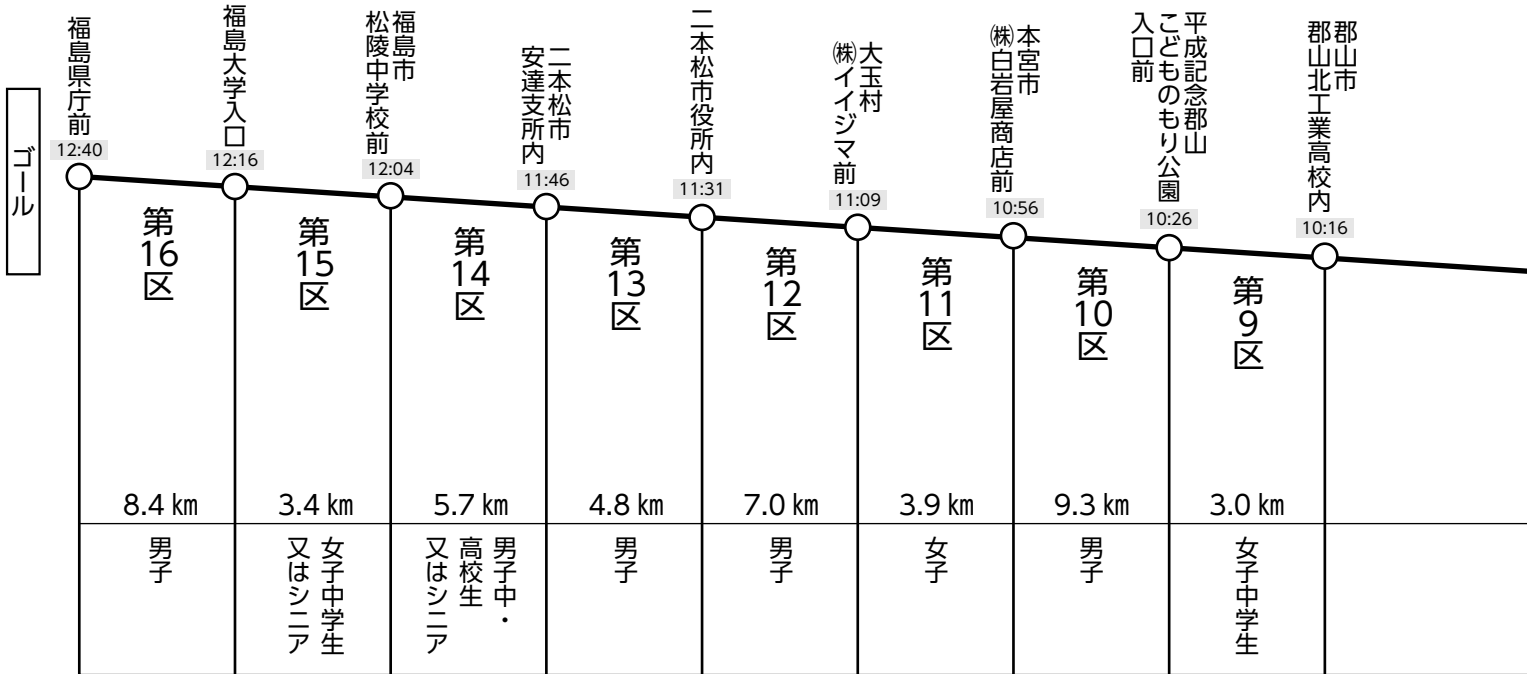 ゴール
福島県庁前
12:40
福島大学入口
12:16
福島市
松陵中学校前
12:04
二本松市
安達支所内
11:46
二本松市役所内
11:31
大玉村
㈱イイジマ前
11:09
本宮市
㈱白岩屋商店前
10:56
平成記念郡山
こどものもり公園
入口前
10:26
郡山市
郡山北工業高校内
10:16
第16区
第15区
第14区
第13区
第12区
第11区
第10区
第9区
8.4 ㎞
3.4 ㎞
5.7 ㎞
4.8 ㎞
7.0 ㎞
3.9 ㎞
9.3 ㎞
3.0 ㎞
男子
女子中学生
又はシニア
男子中・
高校生
又はシニア
男子
男子
女子
男子
女子中学生